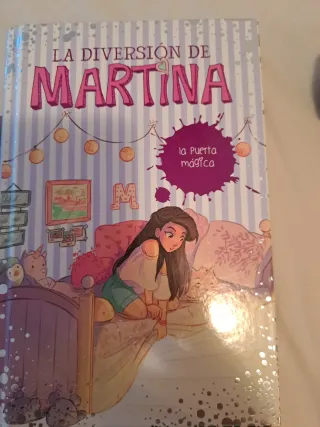 LA DIVERSIÓN DE
MARTINA
la puerta
mágica
M